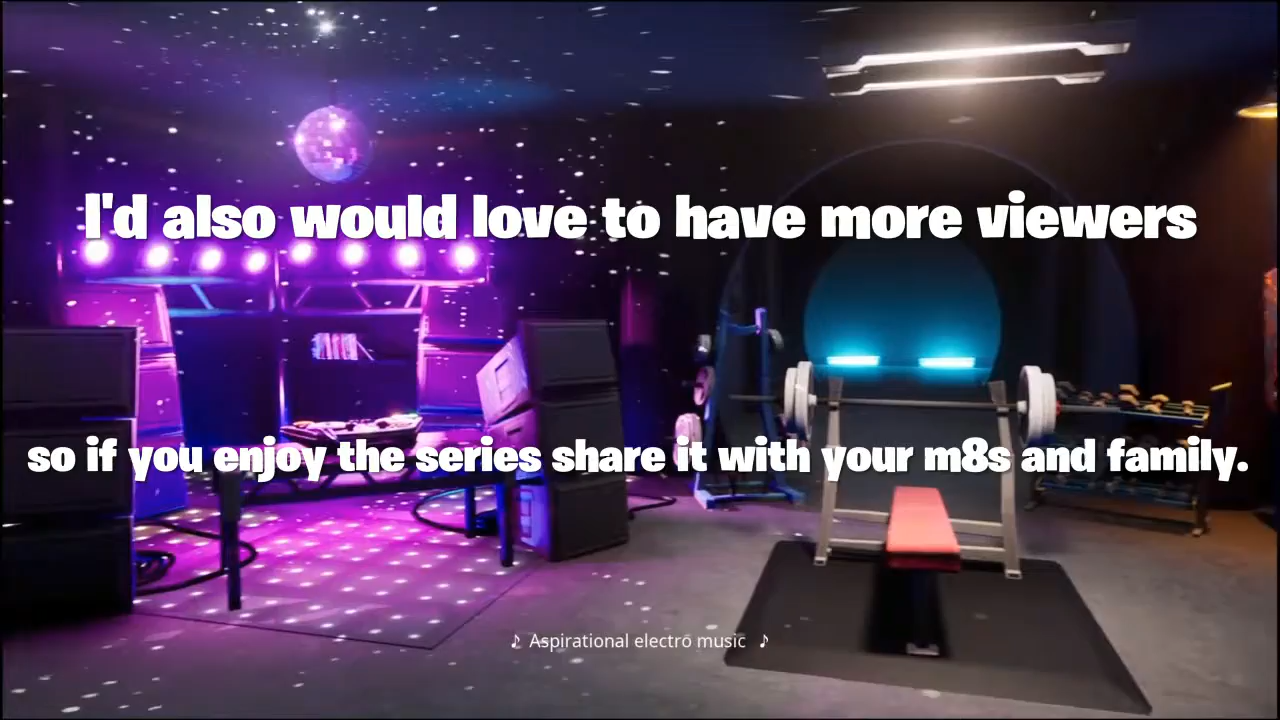 I'd also would love to have more viewers
so if you enjoy the series share it with your m8s and family.
♪ Aspirational electro music ♪